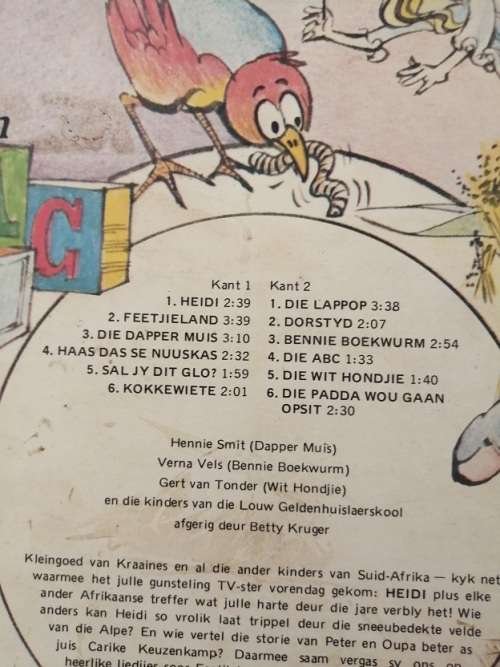 n
C
Kant 1
1. HEIDI 2:39
2. FEETJIELAND 3:39
3. DIE DAPPER MUIS 3:10
4. HAAS DAS SE NUUSKAS 2:32
5. SAL JY DIT GLO? 1:59
6. KOKKEWIETE 2:01
Kant 2
1. DIE LAPPOP 3:38
2. DORSTYD 2:07
3. BENNIE BOEKWURM 2:54
4. DIE ABC 1:33
5. DIE WIT HONDJIE 1:40
6. DIE PADDA WOU GAAN
OPSIT 2:30
Hennie Smit (Dapper Muis)
Verna Vels (Bennie Boekwurm)
Gert van Tonder (Wit Hondjie)
en die kinders van die Louw Geldenhuislaerskool
afgerig deur Betty Kruger
Kleingoed van Kraaines en al die ander kinders van Suid-Afrika — kyk net
waarmee het julle gunsteling TV-ster vorendag gekom: HEIDI plus elke
ander Afrikaanse treffer wat julle harte deur die jare verbly het! Wie
anders kan Heidi so vrolik laat trippel deur die sneeubedekte velde
van die Alpe? En wie vertel die storie van Peter en Oupa beter as
juis Carike Keuzenkamp? Daarmee saam vergas sy ons op
heerlike liedjies